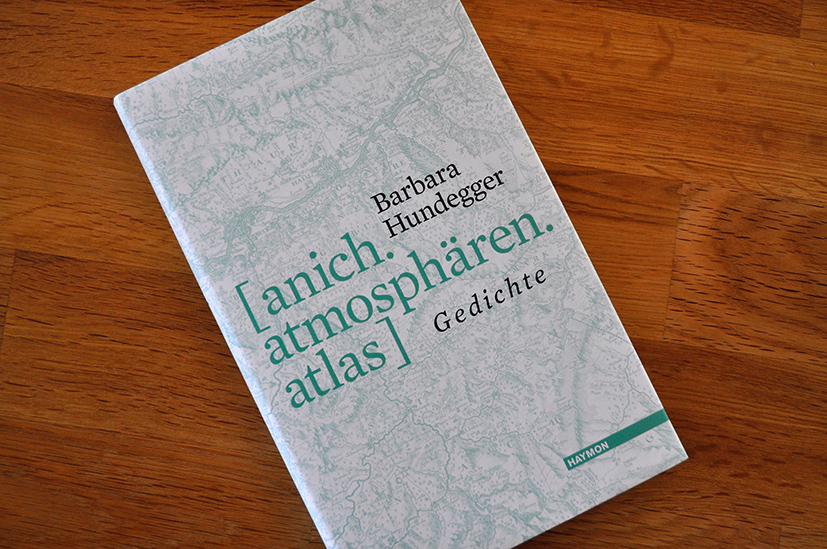 Barbara
Hundegger
[anich.
atmosphären.
atlas]
Gedichte
HAYMON